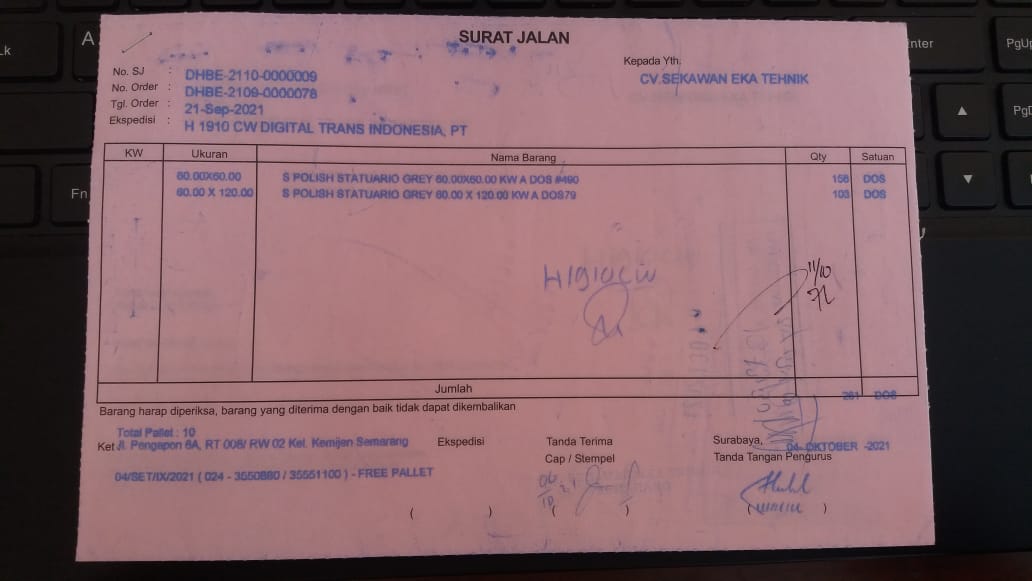 SURAT JALAN
No. SJ : DHBE-2110-0000009
No. Order : DHBE-2109-0000078
Tgl. Order : 21-Sep-2021
Ekspedisi : H 1910 CW DIGITAL TRANS INDONESIA, PT
Kepada Yth.
CV.SEKAWAN EKA TEHNIK
KW Ukuran Nama Barang Qty Satuan
60.00X60.00 S POLISH STATUARIO GREY 60.00X60.00 KW A DOS #490 158 DOS
60.00 X 120.00 S POLISH STATUARIO GREY 60.00 X 120.00 KW A DOS79 103 DOS
H1910CW
11/10
Jumlah 261 DOS
Barang harap diperiksa, barang yang diterima dengan baik tidak dapat dikembalikan
Total Pallet : 10
Ket Jl. Pengapon 6A, RT 008/ RW 02 Kel. Kemijen Semarang
04/SET/IX/2021 ( 024 - 3550880 / 35551100 ) - FREE PALLET
Ekspedisi
( )
Tanda Terima
Cap / Stempel
( )
Surabaya, 04- OKTOBER -2021
Tanda Tangan Pengurus
( )
A
Lk
Fn
Enter
PgUp
PgD